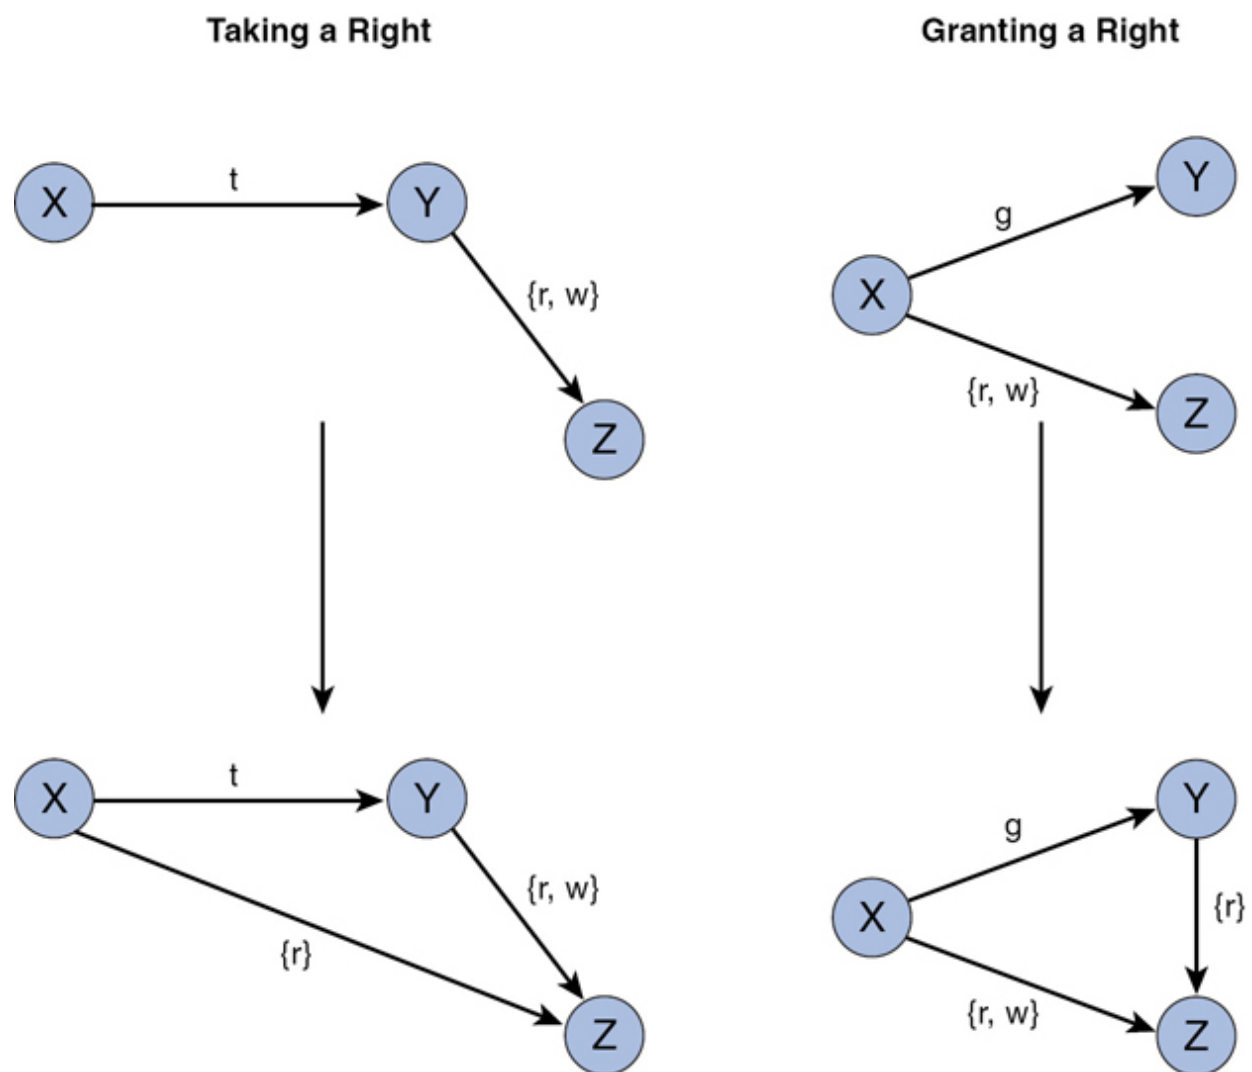 Taking a Right
Granting a Right
X
t
Y
{r, w}
Z
Y
g
X
{r, w}
Z
X
t
Y
{r, w}
{r}
Z
Y
g
X
{r}
{r, w}
Z